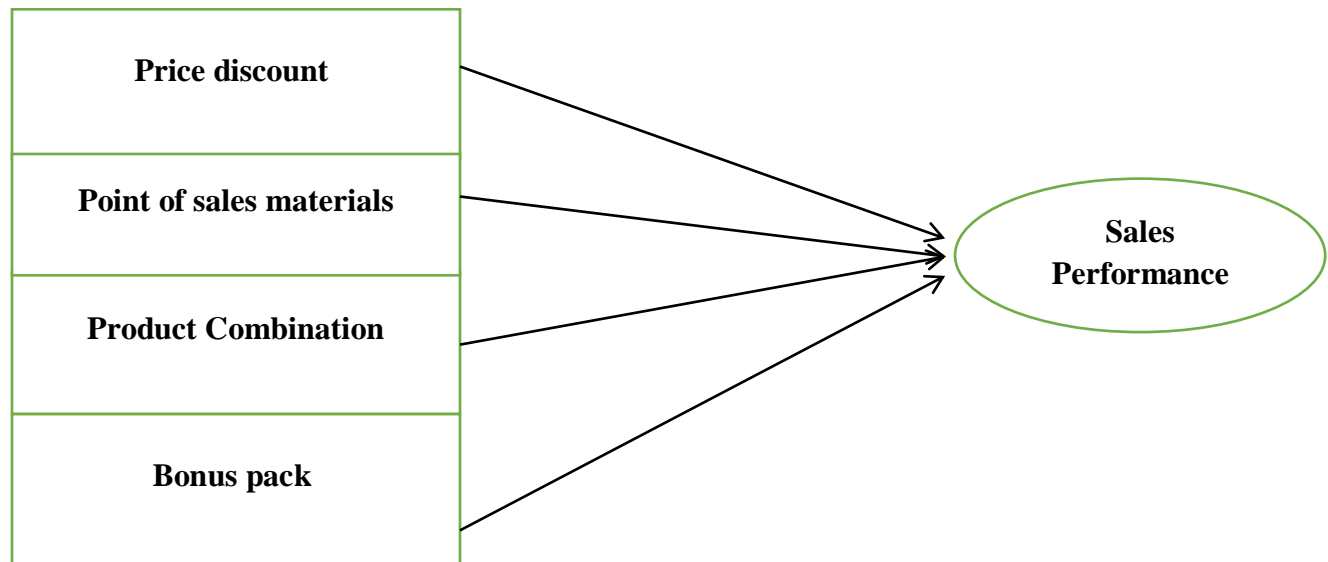 Price discount
Point of sales materials
Product Combination
Bonus pack
Sales
Performance